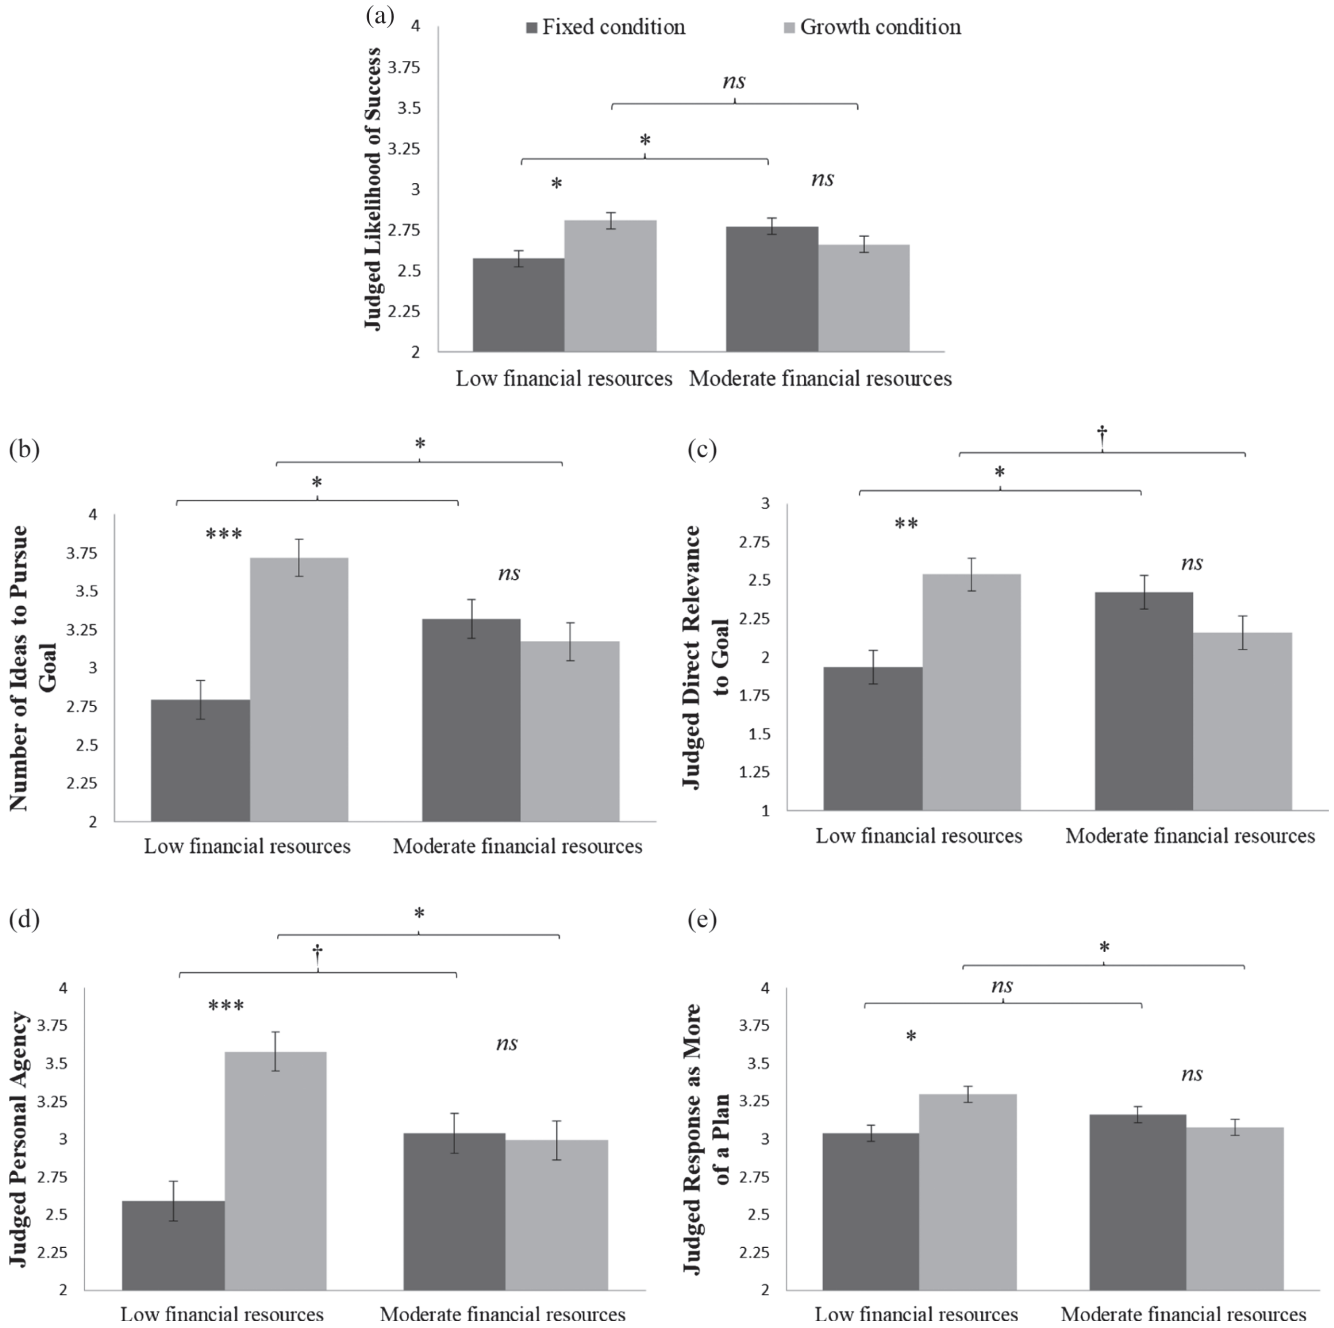 (a)
Fixed condition
Growth condition
Judged Likelihood of Success
4
3.75
3.5
3.25
3
2.75
2.5
2.25
2
ns
*
*
ns
Low financial resources
Moderate financial resources
(b)
Number of Ideas to Pursue
Goal
4
3.75
3.5
3.25
3
2.75
2.5
2.25
2
*
*
***
ns
Low financial resources
Moderate financial resources
(c)
Judged Direct Relevance
to Goal
3
2.75
2.5
2.25
2
1.75
1.5
1.25
1
†
*
**
ns
Low financial resources
Moderate financial resources
(d)
Judged Personal Agency
4
3.75
3.5
3.25
3
2.75
2.5
2.25
2
*
†
***
ns
Low financial resources
Moderate financial resources
(e)
Judged Response as More
of a Plan
4
3.75
3.5
3.25
3
2.75
2.5
2.25
2
*
ns
*
ns
Low financial resources
Moderate financial resources